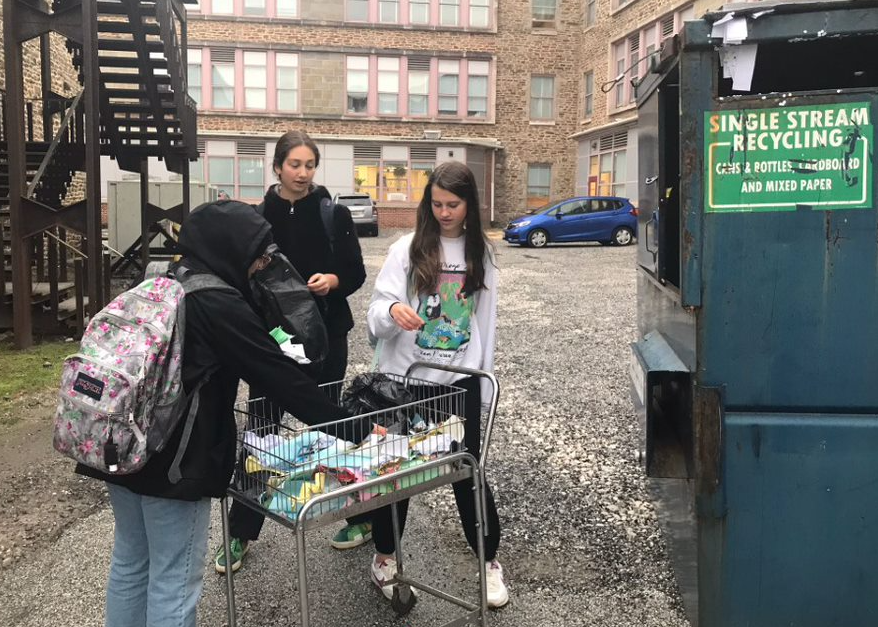 SINGLE STREAM
RECYCLING
CANS & BOTTLES, CARDBOARD
AND MIXED PAPER
JANSPORT